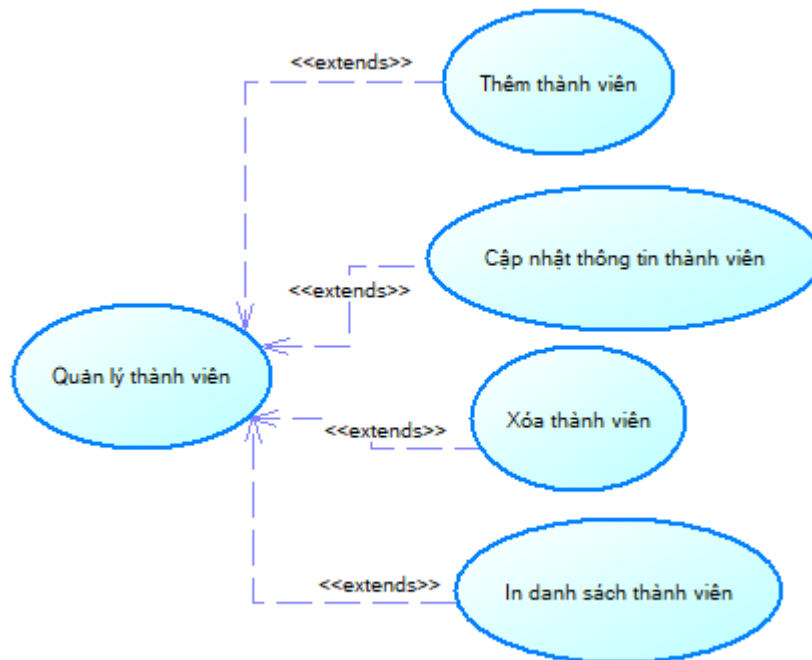 <<extends>>
Thêm thành viên
Cập nhật thông tin thành viên
<<extends>>
Quản lý thành viên
Xóa thành viên
<<extends>>
<<extends>>
In danh sách thành viên